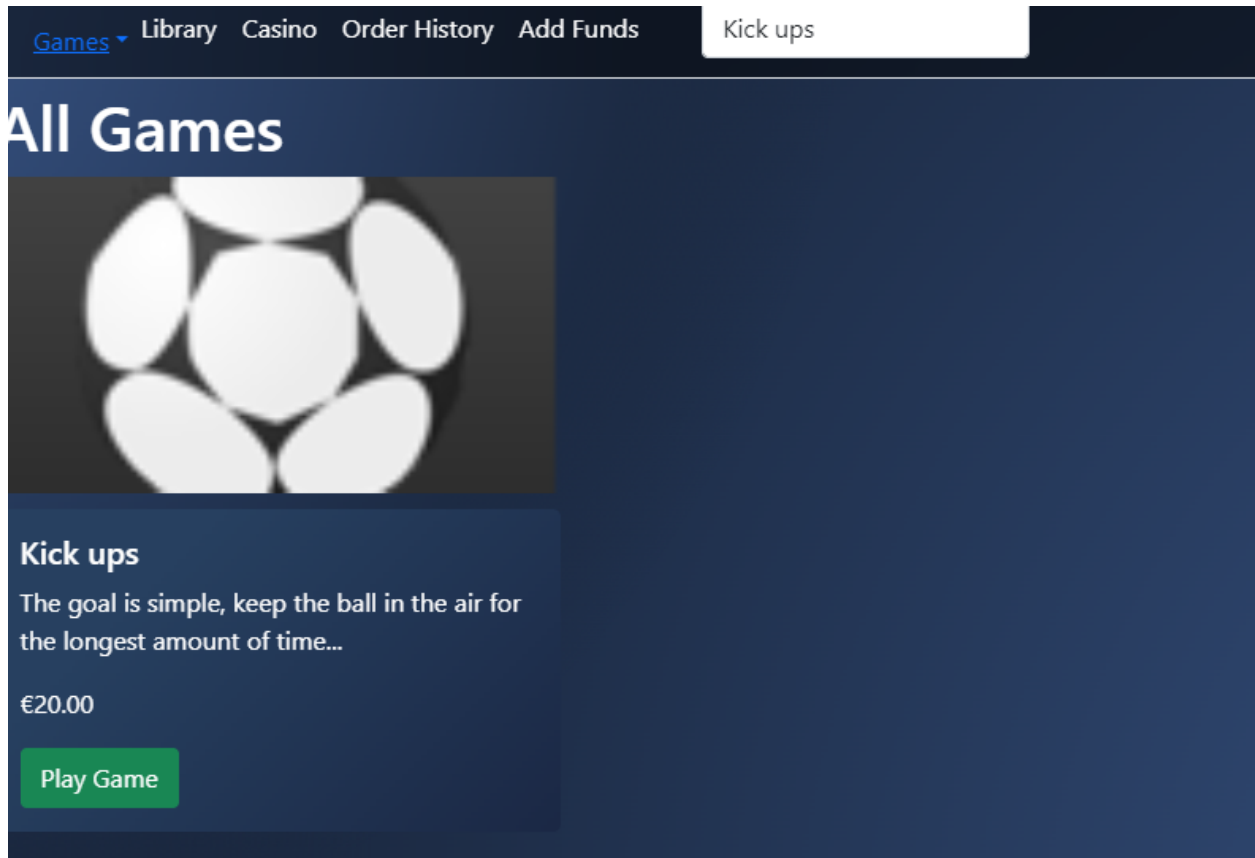 Games Library Casino Order History Add Funds Kick ups
All Games
Kick ups
The goal is simple, keep the ball in the air for
the longest amount of time...
€20.00
Play Game